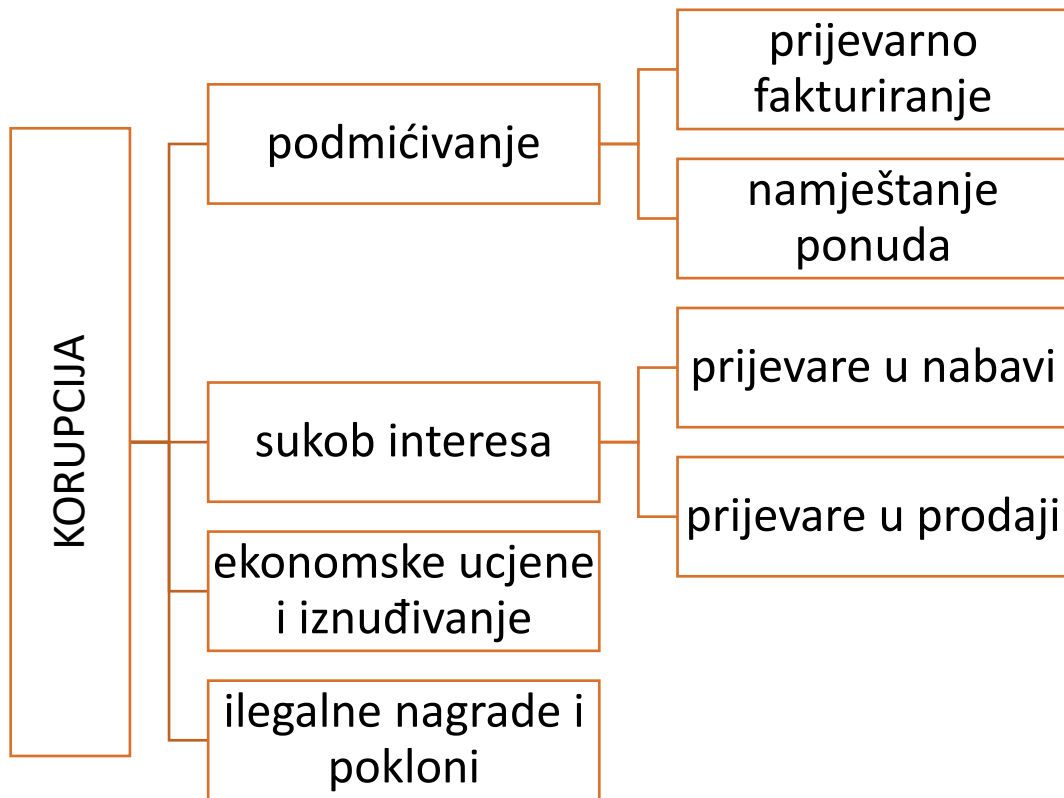 KORUPCIJA
podmićivanje
prijevarno
fakturiranje
namještanje
ponuda
sukob interesa
prijevare u nabavi
prijevare u prodaji
ekonomske ucjene
i iznuđivanje
ilegalne nagrade i
pokloni